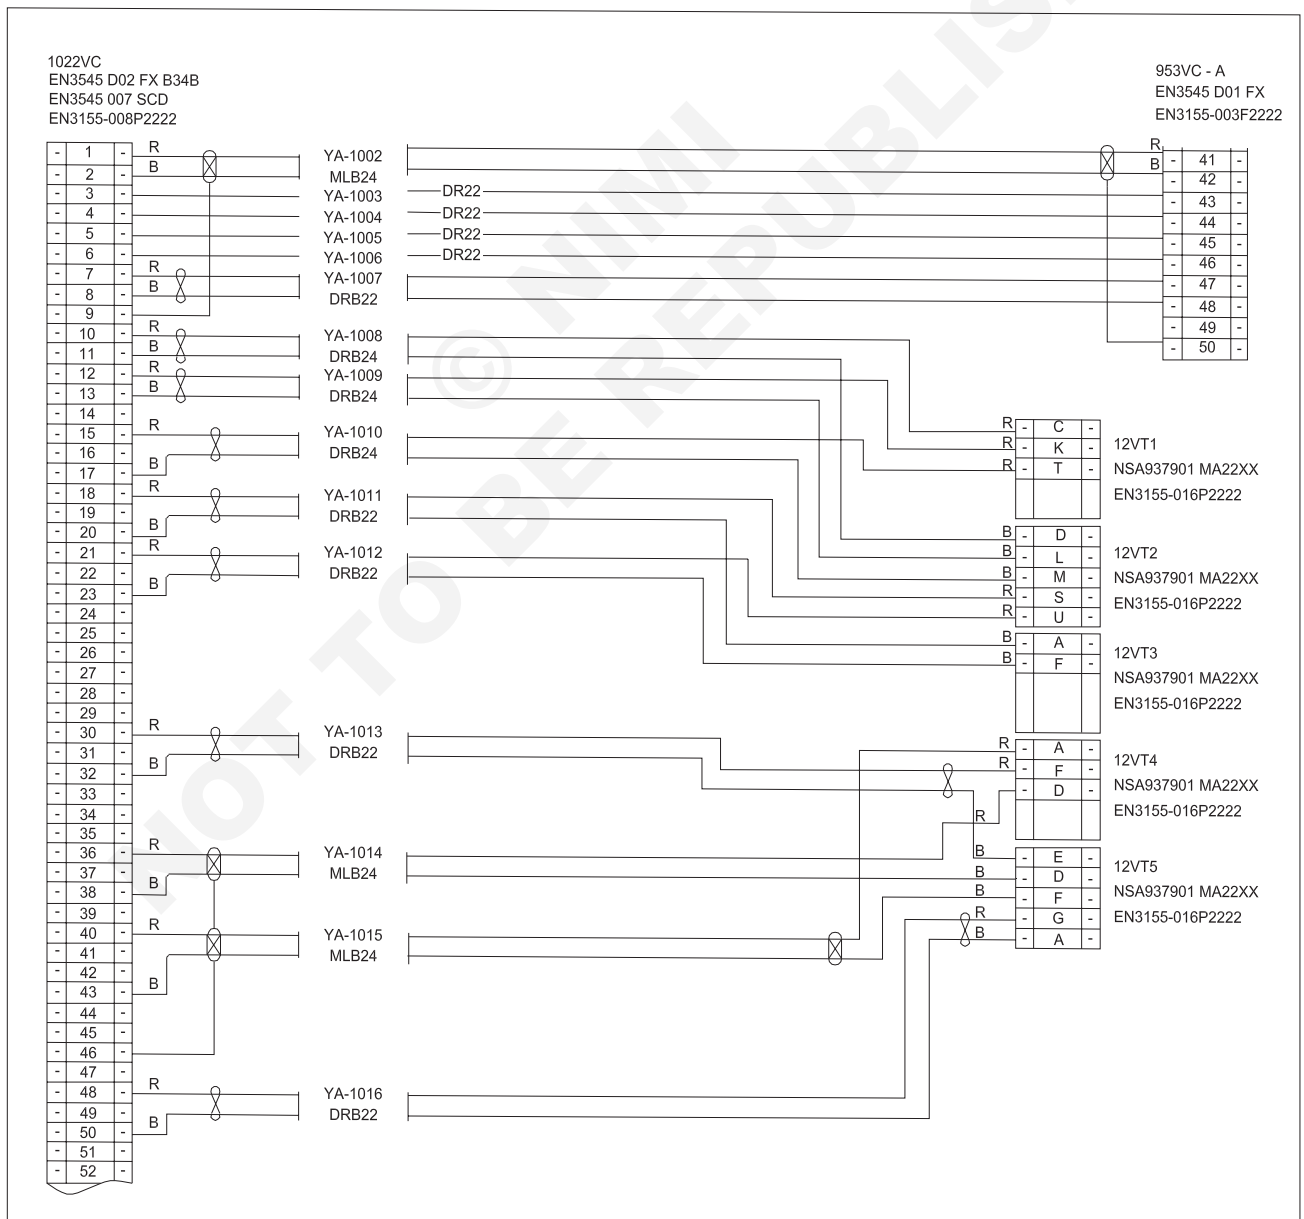 1022VC
EN3545 D02 FX B34B
EN3545 007 SCD
EN3155-008P2222
953VC - A
EN3545 D01 FX
EN3155-003F2222
- 1 - R YA-1002 R - 41 -
- 2 - B MLB24 B - 42 -
- 3 - YA-1003 DR22 - 43 -
- 4 - YA-1004 DR22 - 44 -
- 5 - YA-1005 DR22 - 45 -
- 6 - YA-1006 DR22 - 46 -
- 7 - R YA-1007 - 47 -
- 8 - B DRB22 - 48 -
- 9 - - 49 -
- 10 - R YA-1008 - 50 -
- 11 - B DRB24
- 12 - R YA-1009
- 13 - B DRB24
- 14 -
- 15 - R YA-1010
- 16 - DRB24
- 17 - B
- 18 - R YA-1011
- 19 - DRB22
- 20 - B
- 21 - R YA-1012
- 22 - DRB22
- 23 - B
- 24 -
- 25 -
- 26 -
- 27 -
- 28 -
- 29 -
- 30 - R YA-1013
- 31 - DRB22
- 32 - B
- 33 -
- 34 -
- 35 -
- 36 - R YA-1014
- 37 - MLB24
- 38 - B
- 39 -
- 40 - R YA-1015
- 41 - MLB24
- 42 -
- 43 - B
- 44 -
- 45 -
- 46 -
- 47 -
- 48 - R YA-1016
- 49 - DRB22
- 50 - B
- 51 -
- 52 -
R - C -
R - K -
R - T -
12VT1
NSA937901 MA22XX
EN3155-016P2222
B - D -
B - L -
B - M -
R - S -
R - U -
12VT2
NSA937901 MA22XX
EN3155-016P2222
B - A -
B - F -
12VT3
NSA937901 MA22XX
EN3155-016P2222
R - A -
R - F -
R - D -
12VT4
NSA937901 MA22XX
EN3155-016P2222
B - E -
B - D -
B - F -
R - G -
B - A -
12VT5
NSA937901 MA22XX
EN3155-016P2222
© NIMI
NOT TO BE REPUBLIS